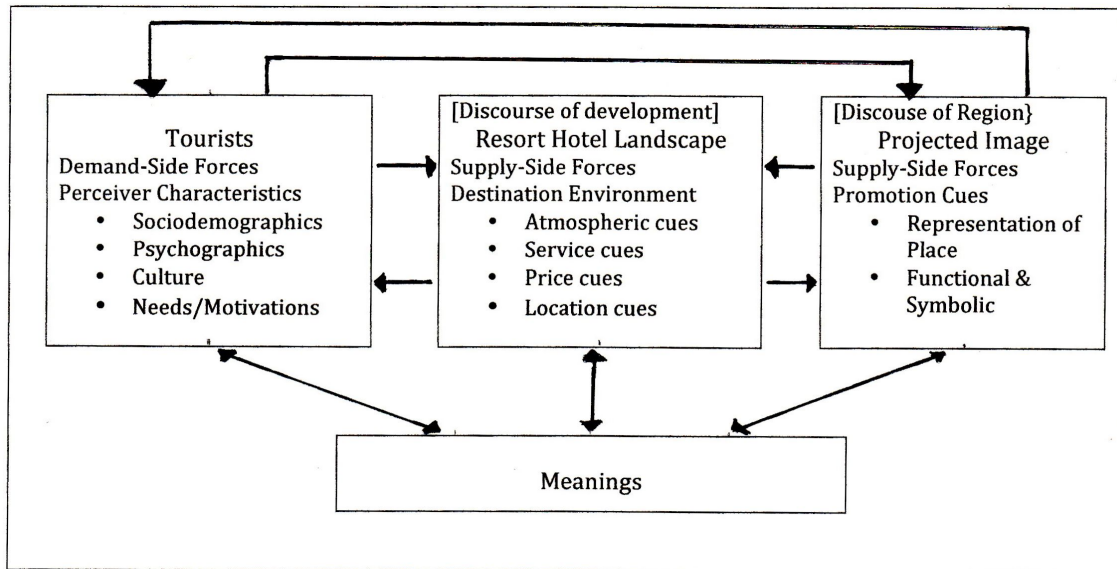 Tourists
Demand-Side Forces
Perceiver Characteristics
• Sociodemographics
• Psychographics
• Culture
• Needs/Motivations
[Discourse of development]
Resort Hotel Landscape
Supply-Side Forces
Destination Environment
• Atmospheric cues
• Service cues
• Price cues
• Location cues
[Discouse of Region}
Projected Image
Supply-Side Forces
Promotion Cues
• Representation of
Place
• Functional &
Symbolic
Meanings